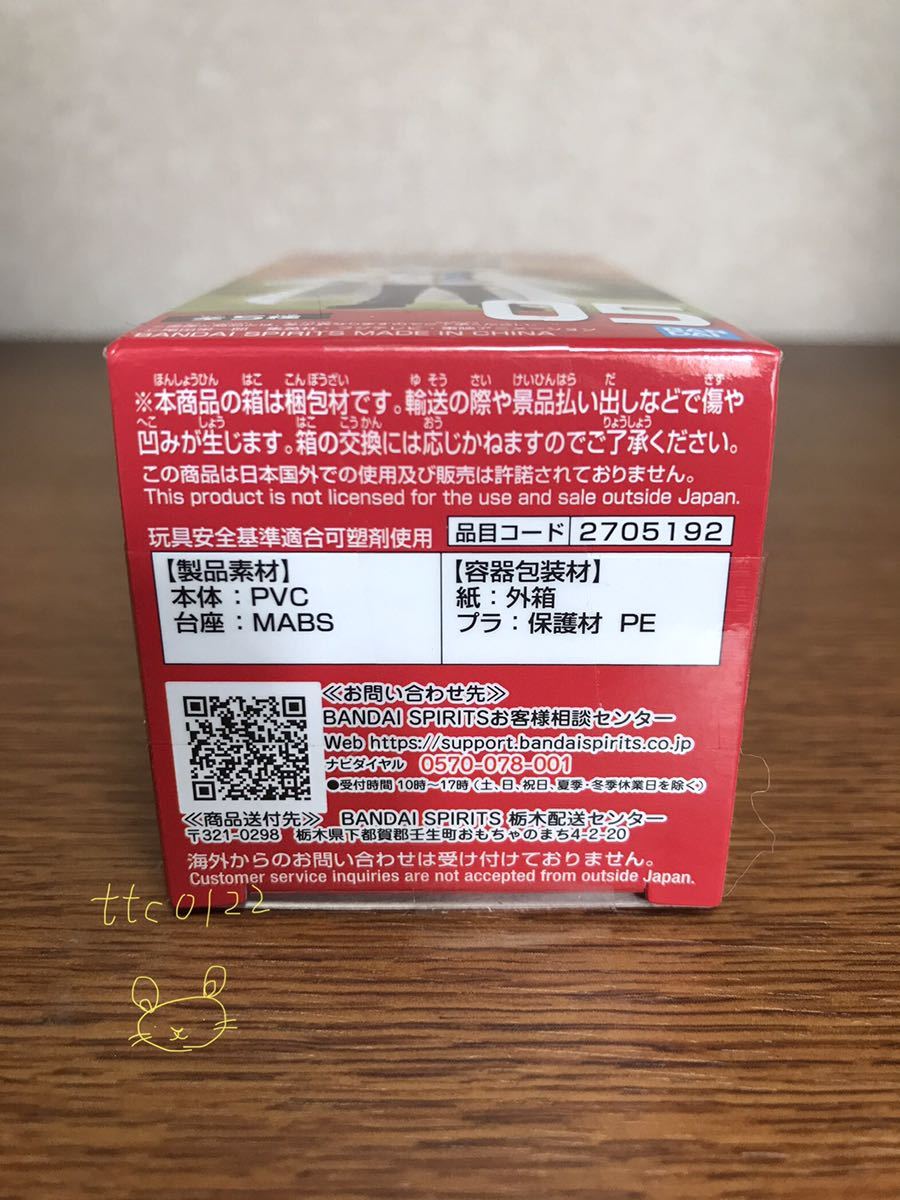 全5種
05
BANDAI SPIRITS MADE IN CHINA
BAN
DAI
ほんしょうひん はこ こんぽうざい ゆそう さい けいひんはら だ きず
※本商品の箱は梱包材です。輸送の際や景品払い出しなどで傷や
へこ しょう はこ こうかん おう りょうしょう
凹みが生じます。箱の交換には応じかねますのでご了承ください。
この商品は日本国外での使用及び販売は許諾されておりません。
This product is not licensed for the use and sale outside Japan.
玩具安全基準適合可塑剤使用 品目コード 2705192
【製品素材】 【容器包装材】
本体：PVC 紙：外箱
台座：MABS プラ：保護材 PE
≪お問い合わせ先≫
BANDAI SPIRITSお客様相談センター
Web https://support.bandaispirits.co.jp
ナビダイヤル 0570-078-001
●受付時間 10時〜17時（土、日、祝日、夏季・冬季休業日を除く）
≪商品送付先≫ BANDAI SPIRITS 栃木配送センター
〒321-0298 栃木県下都賀郡壬生町おもちゃのまち4-2-20
海外からのお問い合わせは受け付けておりません。
Customer service inquiries are not accepted from outside Japan.
ttc0122